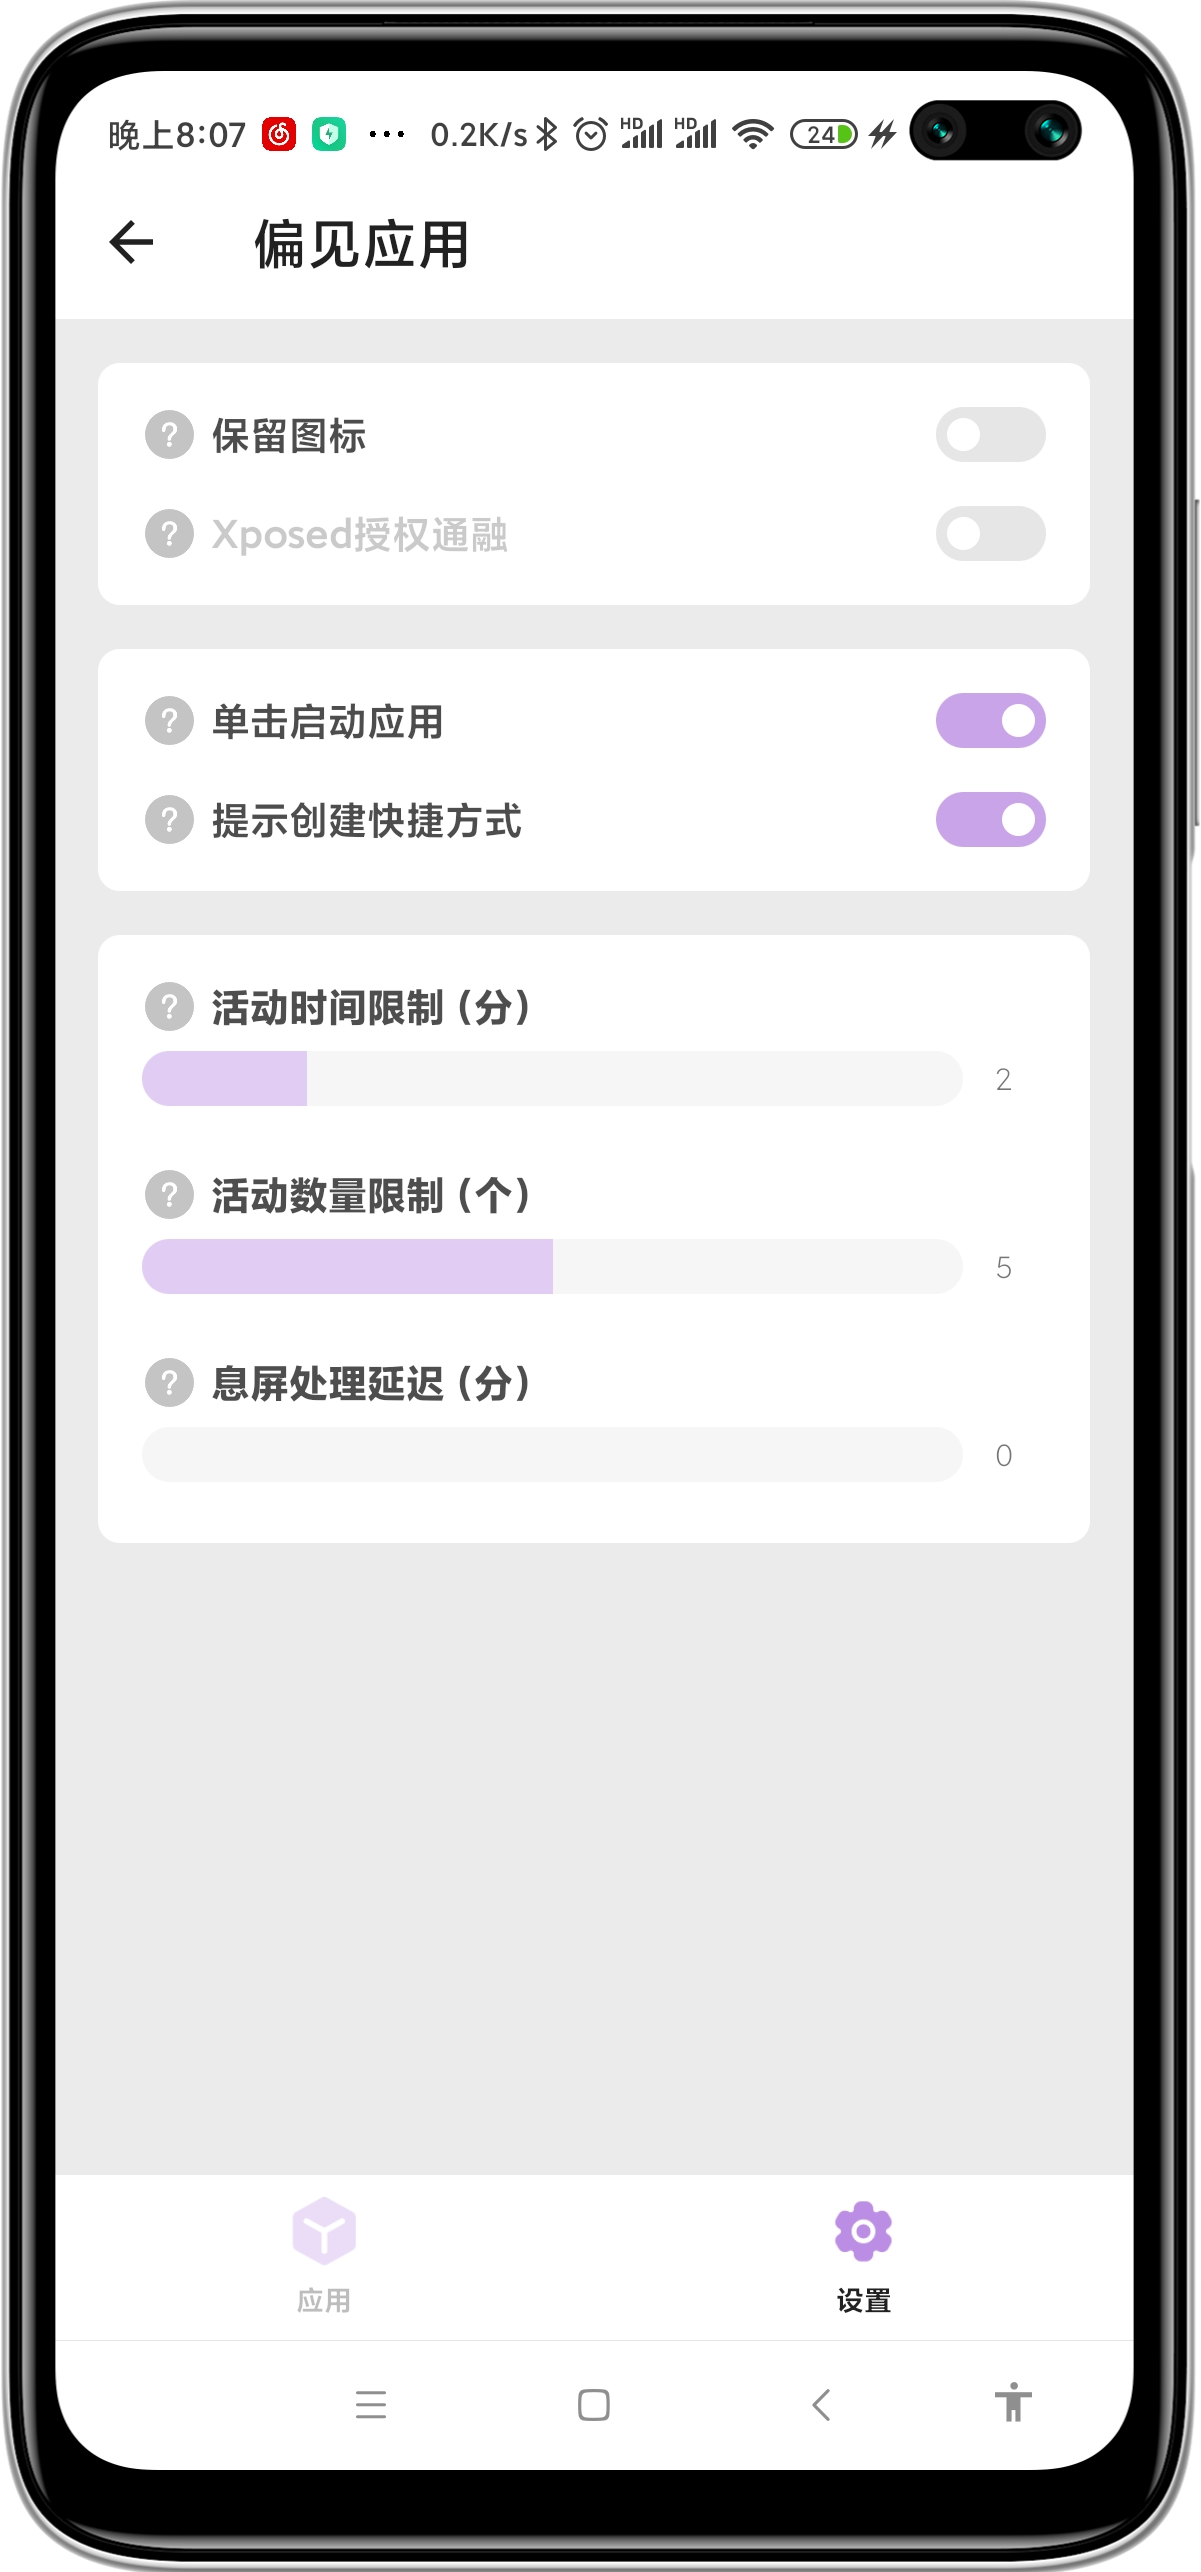 晚上8:07 ... 0.2K/s HD HD 24
偏见应用
? 保留图标
? Xposed授权通融
? 单击启动应用
? 提示创建快捷方式
? 活动时间限制（分）
2
? 活动数量限制（个）
5
? 息屏处理延迟（分）
0
应用 设置